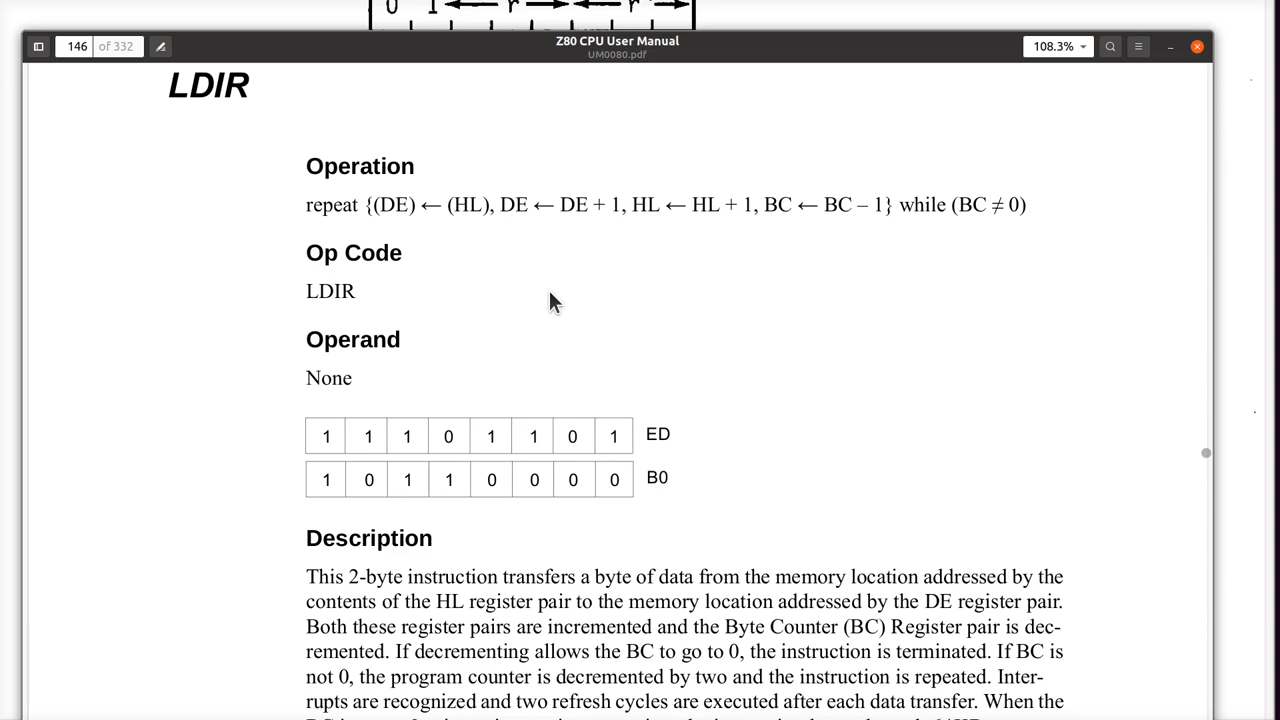 0 1 r r'
146 of 332
Z80 CPU User Manual
UM0080.pdf
108.3%
LDIR
Operation
repeat {(DE) ← (HL), DE ← DE + 1, HL ← HL + 1, BC ← BC – 1} while (BC ≠ 0)
Op Code
LDIR
Operand
None
1 1 1 0 1 1 0 1 ED
1 0 1 1 0 0 0 0 B0
Description
This 2-byte instruction transfers a byte of data from the memory location addressed by the
contents of the HL register pair to the memory location addressed by the DE register pair.
Both these register pairs are incremented and the Byte Counter (BC) Register pair is dec-
remented. If decrementing allows the BC to go to 0, the instruction is terminated. If BC is
not 0, the program counter is decremented by two and the instruction is repeated. Inter-
rupts are recognized and two refresh cycles are executed after each data transfer. When the